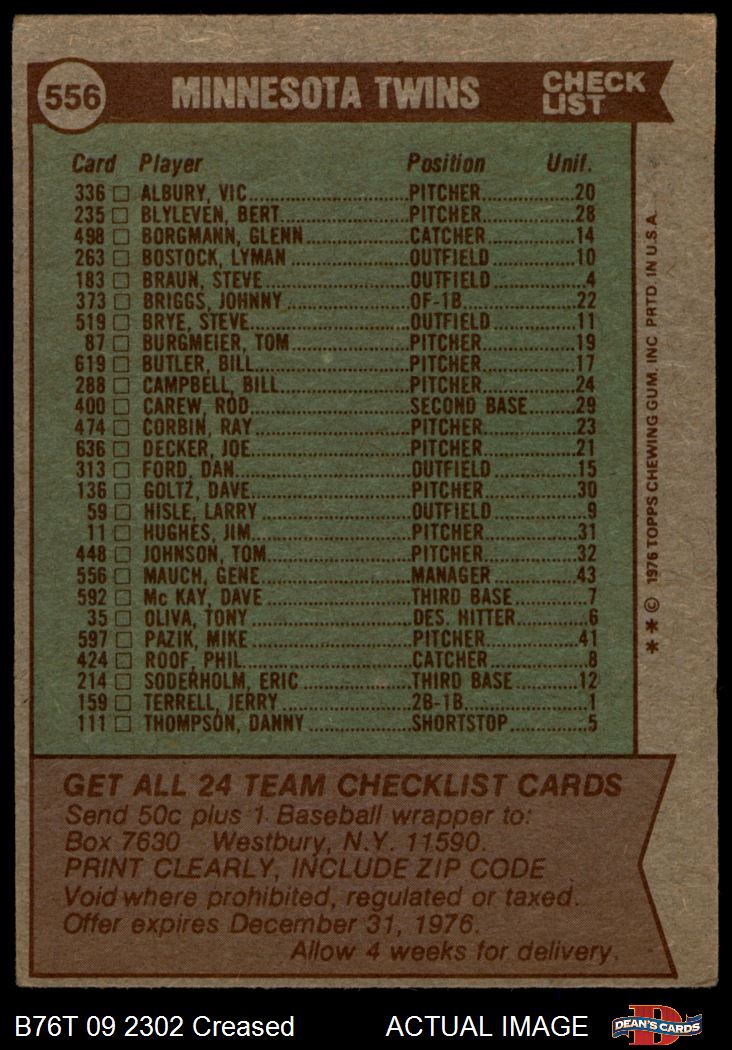 556 MINNESOTA TWINS CHECK LIST
Card Player Position Unif.
336 □ ALBURY, VIC PITCHER 20
235 □ BLYLEVEN, BERT PITCHER 28
498 □ BORGMANN, GLENN CATCHER 14
263 □ BOSTOCK, LYMAN OUTFIELD 10
183 □ BRAUN, STEVE OUTFIELD 4
373 □ BRIGGS, JOHNNY OF-1B 22
519 □ BRYE, STEVE OUTFIELD 11
87 □ BURGMEIER, TOM PITCHER 19
619 □ BUTLER, BILL PITCHER 17
288 □ CAMPBELL, BILL PITCHER 24
400 □ CAREW, ROD SECOND BASE 29
474 □ CORBIN, RAY PITCHER 23
636 □ DECKER, JOE PITCHER 21
313 □ FORD, DAN OUTFIELD 15
136 □ GOLTZ, DAVE PITCHER 30
59 □ HISLE, LARRY OUTFIELD 9
11 □ HUGHES, JIM PITCHER 31
448 □ JOHNSON, TOM PITCHER 32
556 □ MAUCH, GENE MANAGER 43
592 □ Mc KAY, DAVE THIRD BASE 7
35 □ OLIVA, TONY DES. HITTER 6
597 □ PAZIK, MIKE PITCHER 41
424 □ ROOF, PHIL CATCHER 8
214 □ SODERHOLM, ERIC THIRD BASE 12
159 □ TERRELL, JERRY 2B-1B 1
111 □ THOMPSON, DANNY SHORTSTOP 5
* * © 1976 TOPPS CHEWING GUM. INC PRTD. IN U.S.A.
GET ALL 24 TEAM CHECKLIST CARDS
Send 50c plus 1 Baseball wrapper to:
Box 7630 Westbury, N.Y. 11590.
PRINT CLEARLY, INCLUDE ZIP CODE
Void where prohibited, regulated or taxed.
Offer expires December 31, 1976.
Allow 4 weeks for delivery.
B76T 09 2302 Creased ACTUAL IMAGE D DEAN'S CARDS